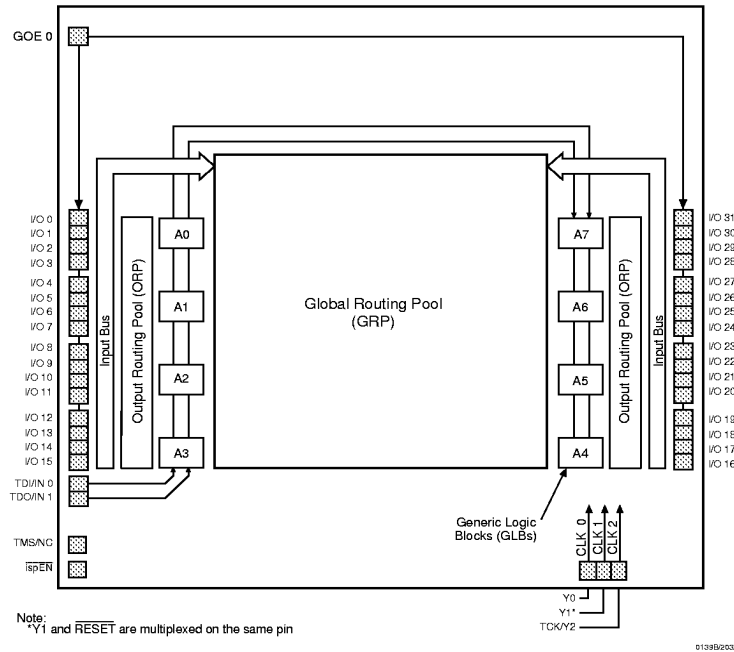 GOE 0
I/O 0
I/O 1
I/O 2
I/O 3
I/O 4
I/O 5
I/O 6
I/O 7
I/O 8
I/O 9
I/O 10
I/O 11
I/O 12
I/O 13
I/O 14
I/O 15
TDI/IN 0
TDO/IN 1
TMS/NC
ispEN
Input Bus
Output Routing Pool (ORP)
A0
A1
A2
A3
Global Routing Pool
(GRP)
A7
A6
A5
A4
Output Routing Pool (ORP)
Input Bus
I/O 31
I/O 30
I/O 29
I/O 28
I/O 27
I/O 26
I/O 25
I/O 24
I/O 23
I/O 22
I/O 21
I/O 20
I/O 19
I/O 18
I/O 17
I/O 16
Generic Logic
Blocks (GLBs)
CLK 0
CLK 1
CLK 2
Y0
Y1*
TCK/Y2
Note:
*Y1 and RESET are multiplexed on the same pin